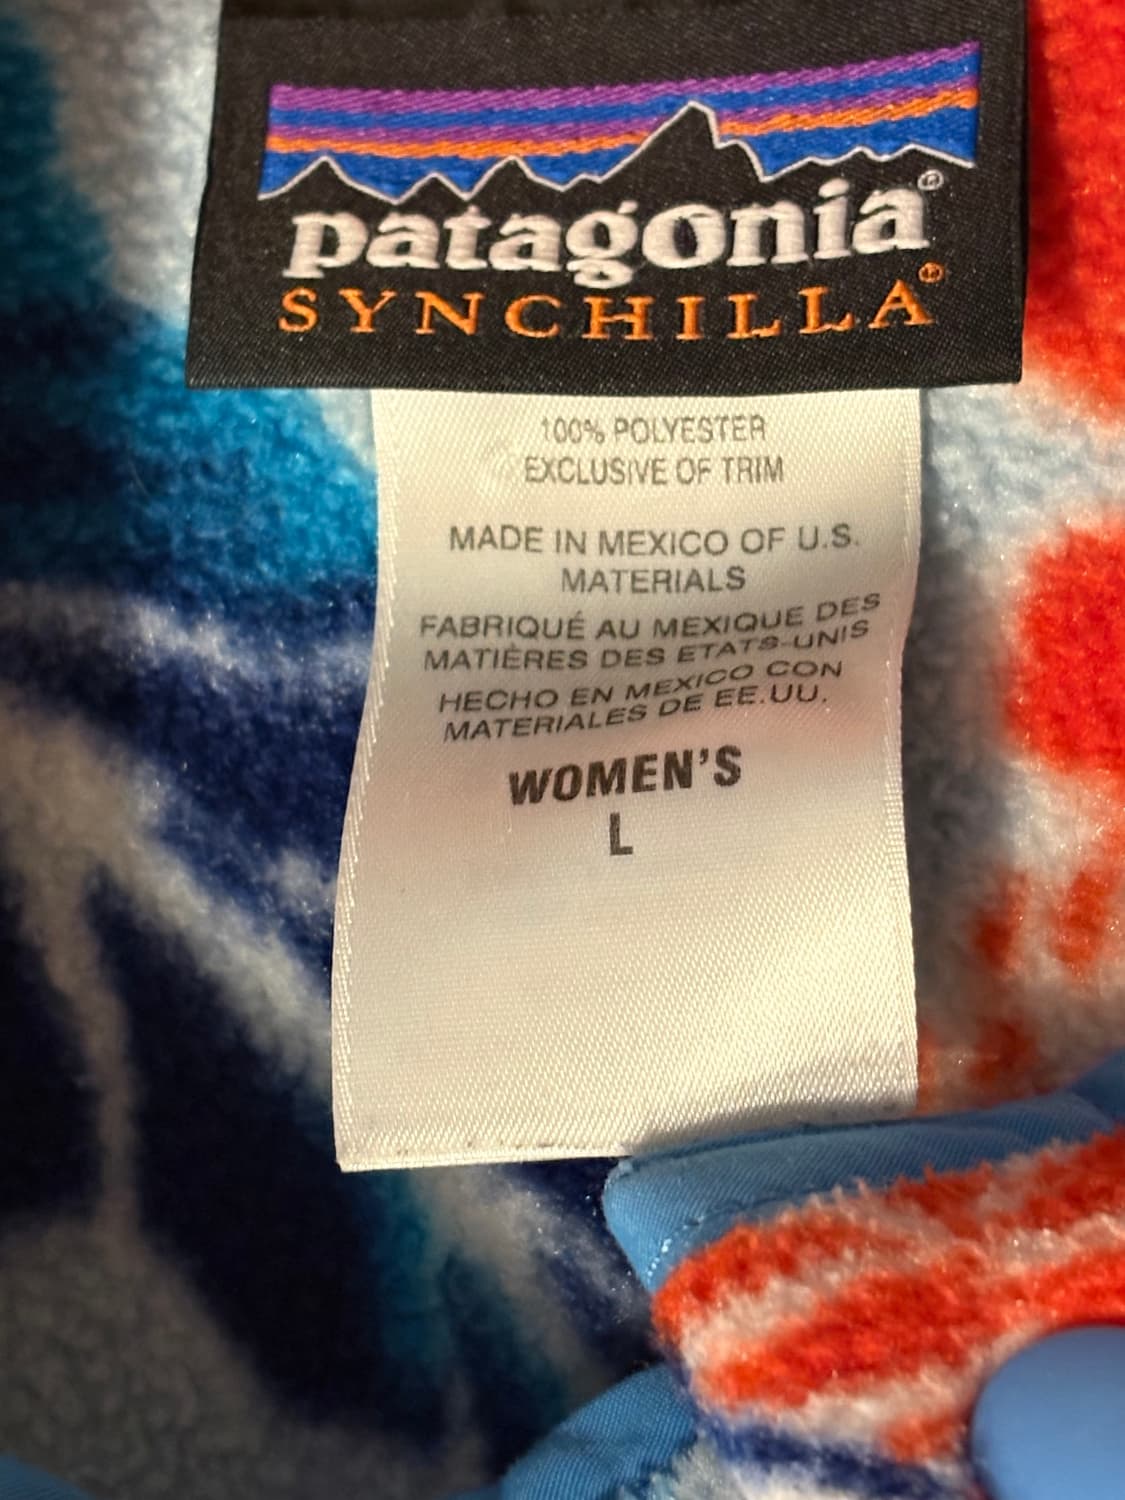 patagonia®
SYNCHILLA®
100% POLYESTER
EXCLUSIVE OF TRIM
MADE IN MEXICO OF U.S.
MATERIALS
FABRIQUÉ AU MEXIQUE DES
MATIÈRES DES ETATS-UNIS
HECHO EN MEXICO CON
MATERIALES DE EE.UU.
WOMEN'S
L